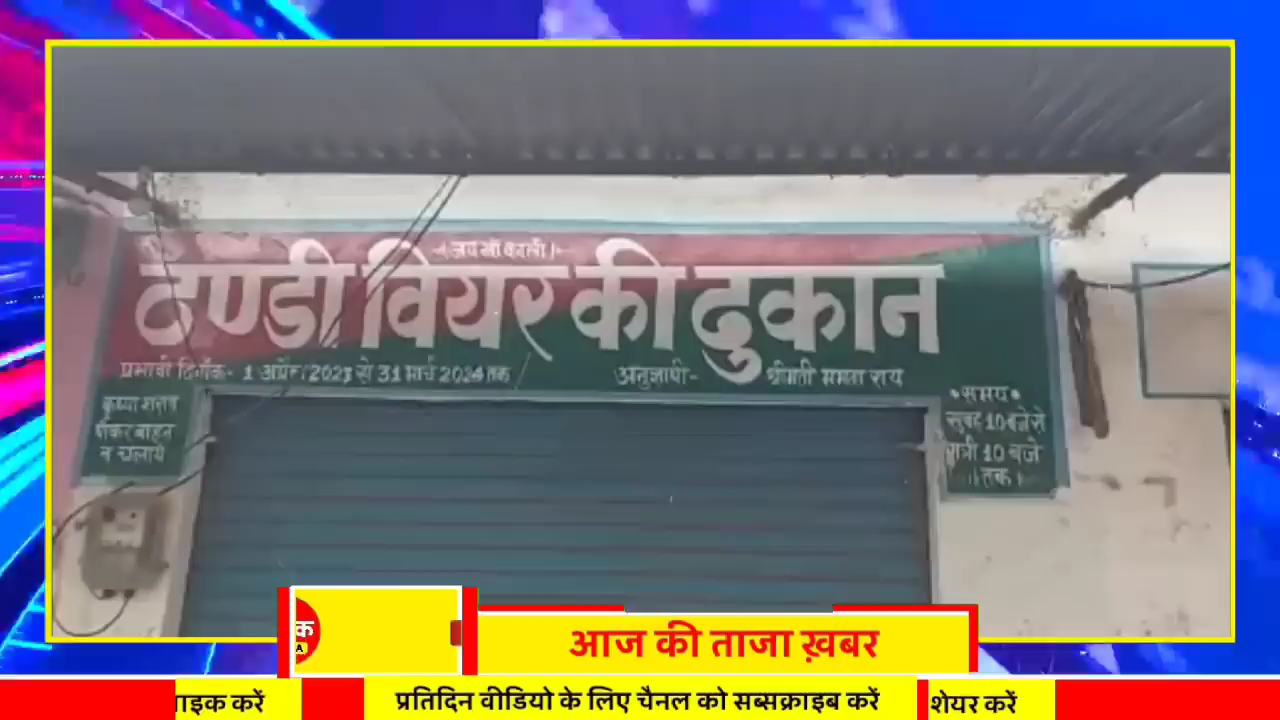 जय माँ काली
ठण्डी वियर की दुकान
प्रभावी दिनाँक- 1 अप्रैल 2023 से 31 मार्च 2024 तक
अनुज्ञापी- श्रीमती ममता राय
कृप्या शराब
पीकर वाहन
न चलाये
•समय•
सुबह 10 बजे से
रात्री 10 बजे
तक।
क
A
आज की ताजा ख़बर
लाइक करें
प्रतिदिन वीडियो के लिए चैनल को सब्सक्राइब करें
शेयर करें